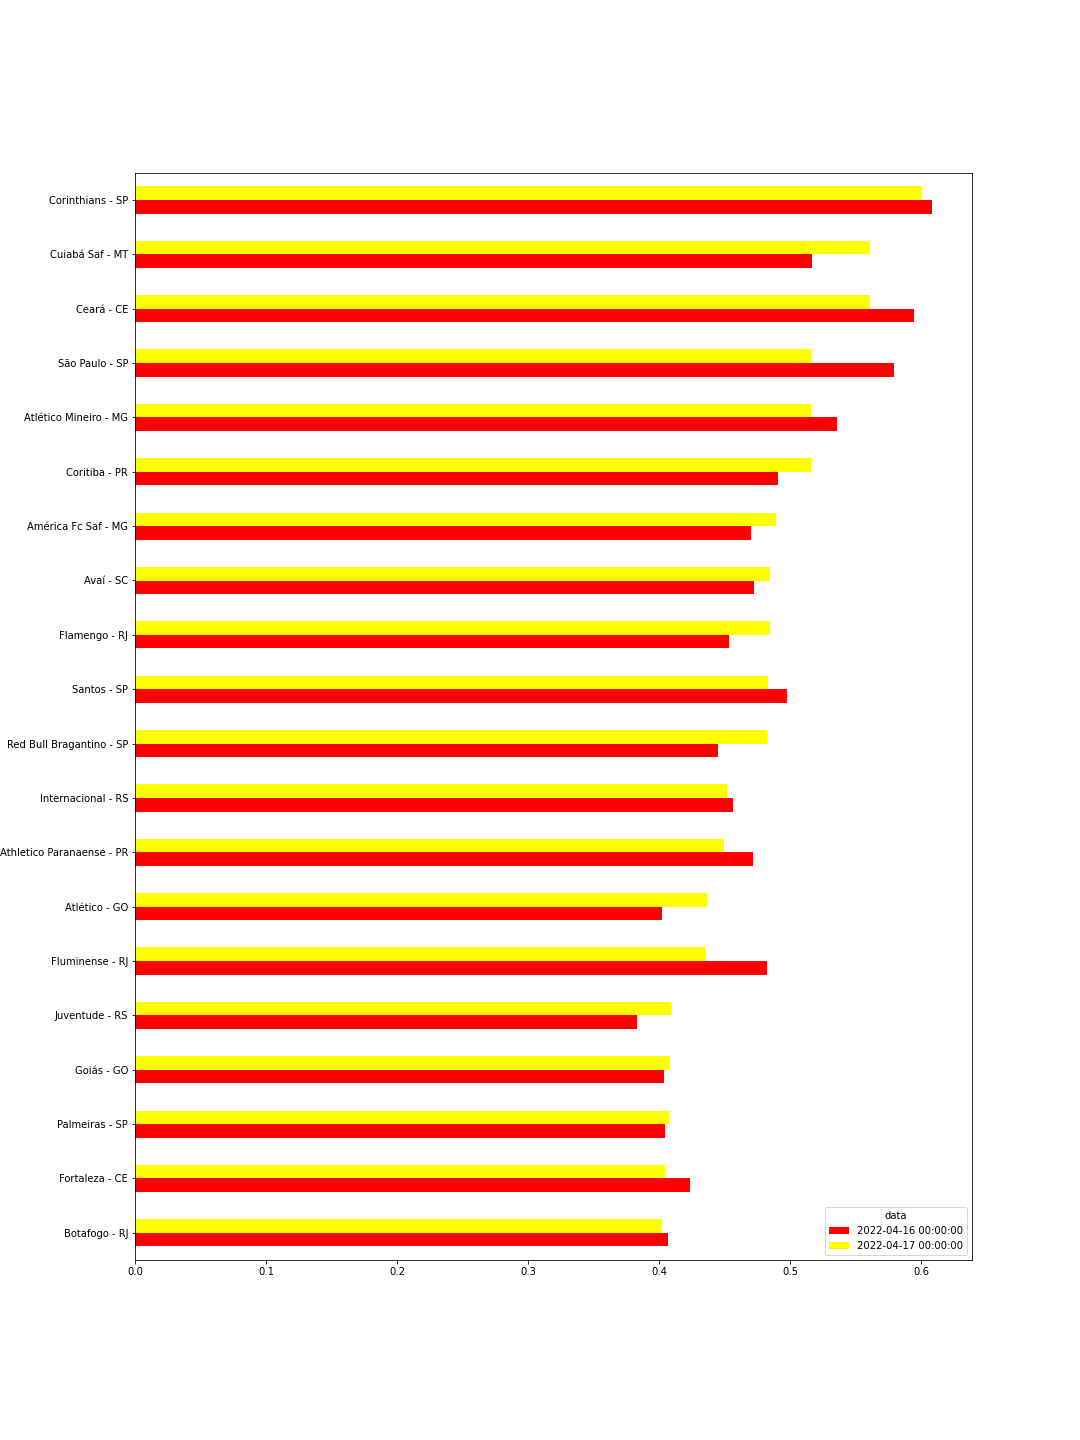 Corinthians - SP
Cuiabá Saf - MT
Ceará - CE
São Paulo - SP
Atlético Mineiro - MG
Coritiba - PR
América Fc Saf - MG
Avaí - SC
Flamengo - RJ
Santos - SP
Red Bull Bragantino - SP
Internacional - RS
Athletico Paranaense - PR
Atlético - GO
Fluminense - RJ
Juventude - RS
Goiás - GO
Palmeiras - SP
Fortaleza - CE
Botafogo - RJ
data
2022-04-16 00:00:00
2022-04-17 00:00:00
0.0 0.1 0.2 0.3 0.4 0.5 0.6